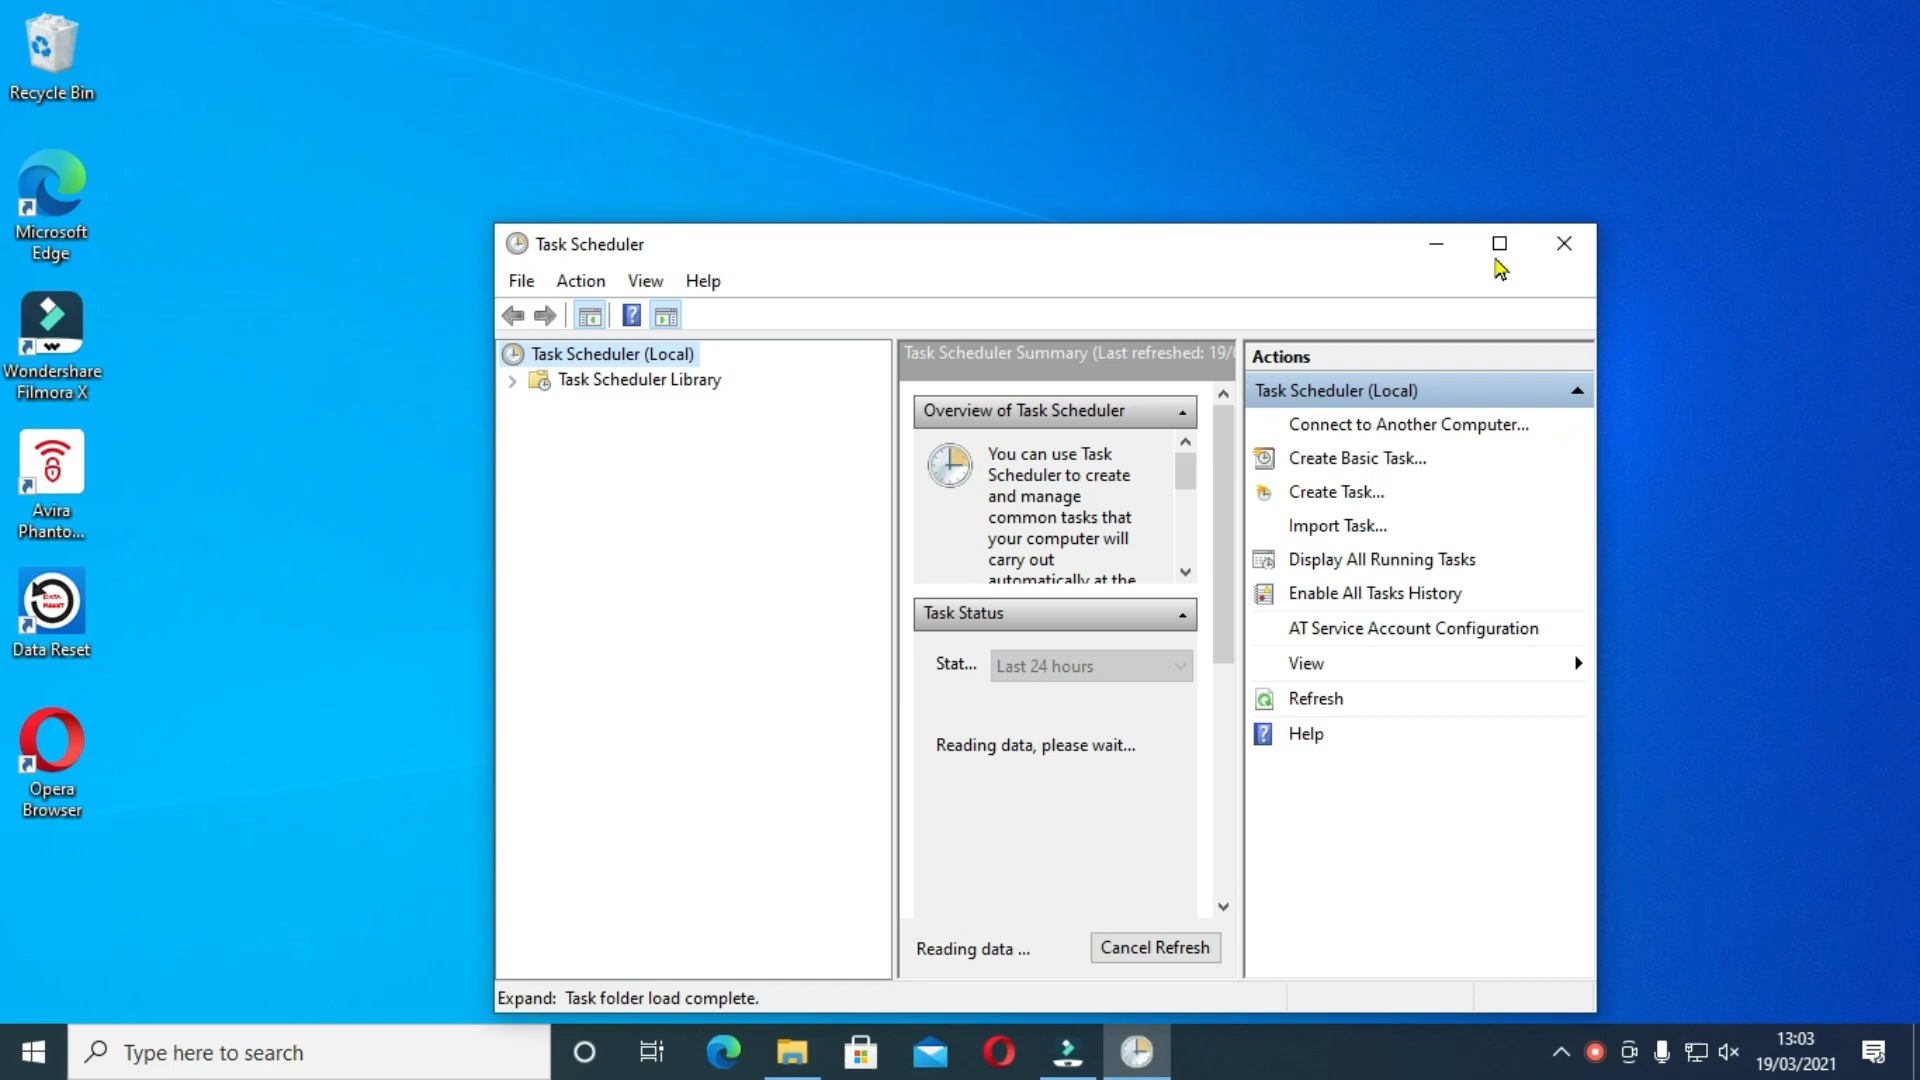 Recycle Bin
Microsoft
Edge
Wondershare
Filmora X
Avira
Phanto...
DATA
RESET
Data Reset
Opera
Browser
Task Scheduler
File Action View Help
Task Scheduler (Local)
Task Scheduler Library
Task Scheduler Summary (Last refreshed: 19/
Overview of Task Scheduler
You can use Task
Scheduler to create
and manage
common tasks that
your computer will
carry out
automatically at the
Task Status
Stat... Last 24 hours
Reading data, please wait...
Reading data ... Cancel Refresh
Actions
Task Scheduler (Local)
Connect to Another Computer...
Create Basic Task...
Create Task...
Import Task...
Display All Running Tasks
Enable All Tasks History
AT Service Account Configuration
View
Refresh
Help
Expand: Task folder load complete.
Type here to search
13:03
19/03/2021